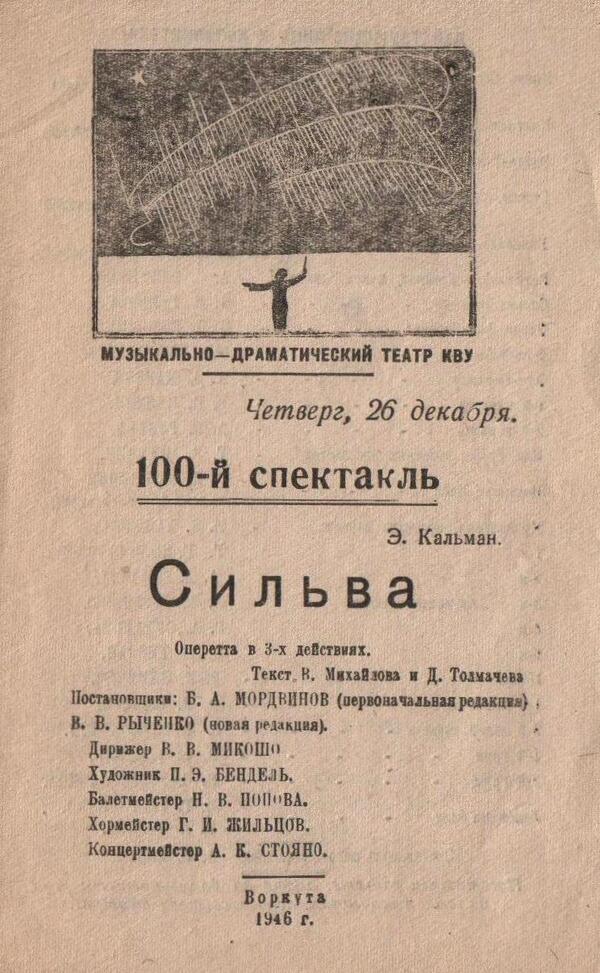 МУЗЫКАЛЬНО—ДРАМАТИЧЕСКИЙ ТЕАТР КВУ
Четверг, 26 декабря.
100-й спектакль
Э. Кальман.
Сильва
Оперетта в 3-х действиях.
Текст В. Михайлова и Д. Толмачева
Постановщики: Б. А. МОРДВИНОВ (первоначальная редакция)
В. В. РЫЧЕНКО (новая редакция).
Дирижер В. В. МИКОШО
Художник П. Э. БЕНДЕЛЬ.
Балетмейстер Н. В. ПОПОВА.
Хормейстер Г. И. ЖИЛЬЦОВ.
Концертмейстер А. К. СТОЯНО.
Воркута
1946 г.